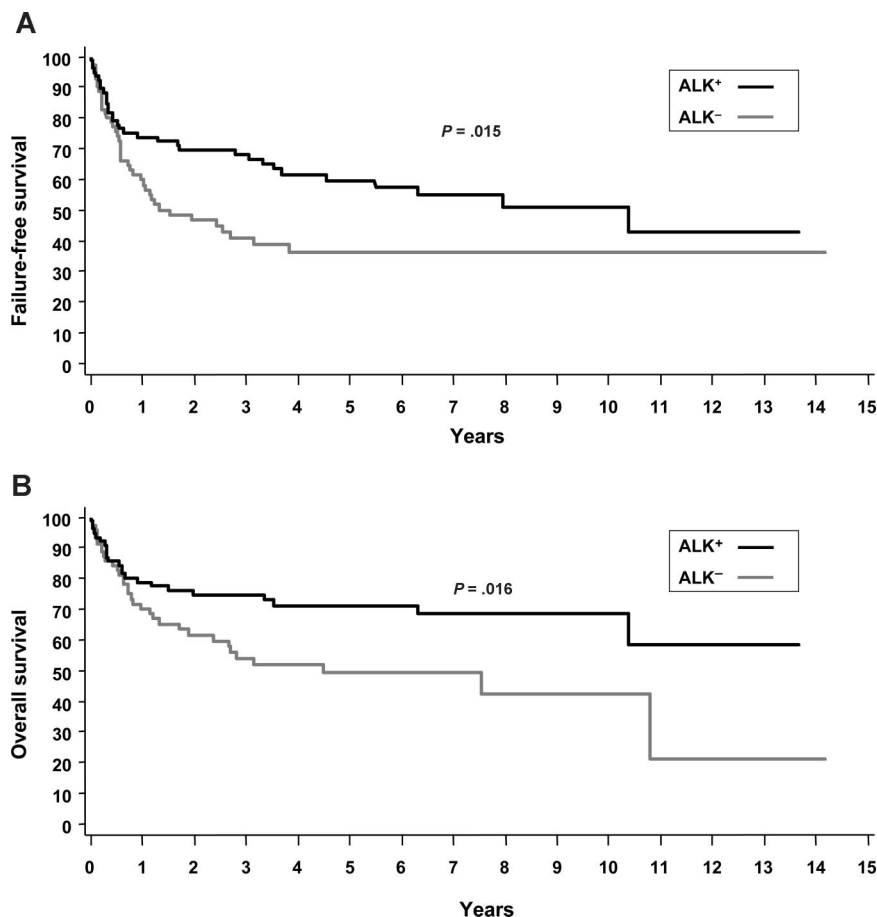 A
Failure-free survival
100
90
80
70
60
50
40
30
20
10
0
P = .015
ALK⁺
ALK⁻
0 1 2 3 4 5 6 7 8 9 10 11 12 13 14 15
Years
B
Overall survival
100
90
80
70
60
50
40
30
20
10
0
P = .016
ALK⁺
ALK⁻
0 1 2 3 4 5 6 7 8 9 10 11 12 13 14 15
Years